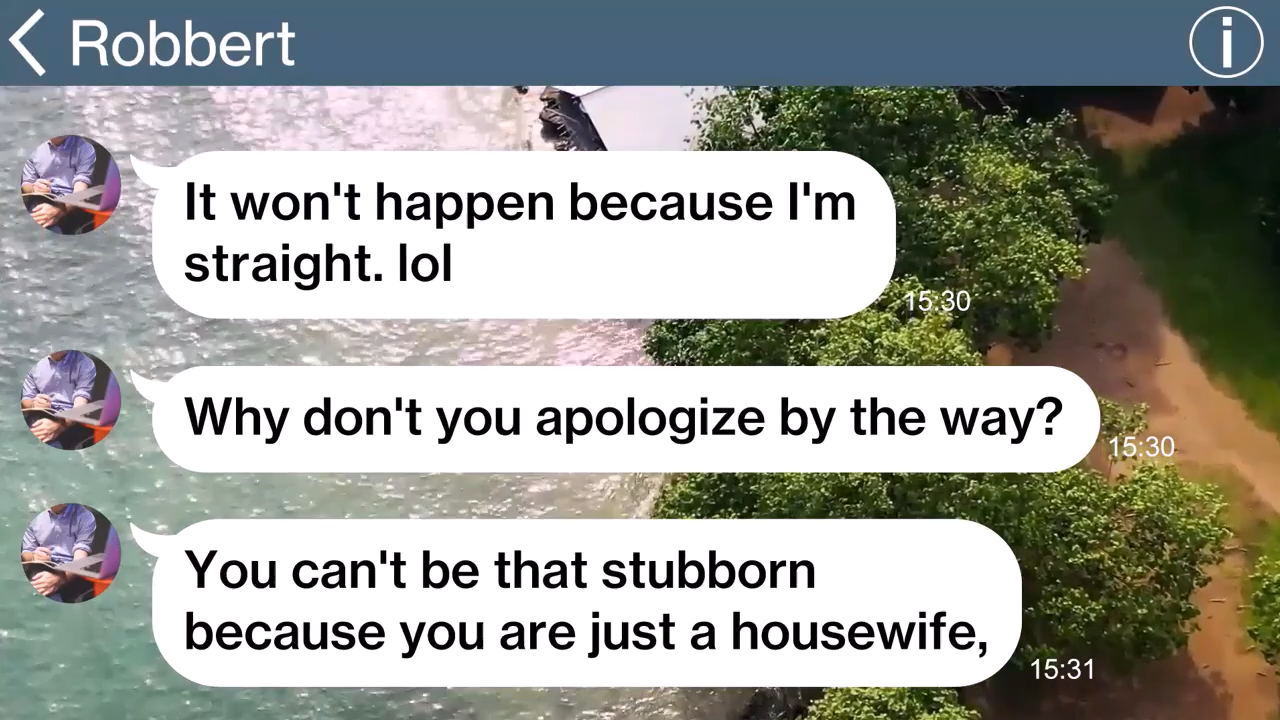 Robbert
i
It won't happen because I'm
straight. lol
15:30
Why don't you apologize by the way?
15:30
You can't be that stubborn
because you are just a housewife,
15:31